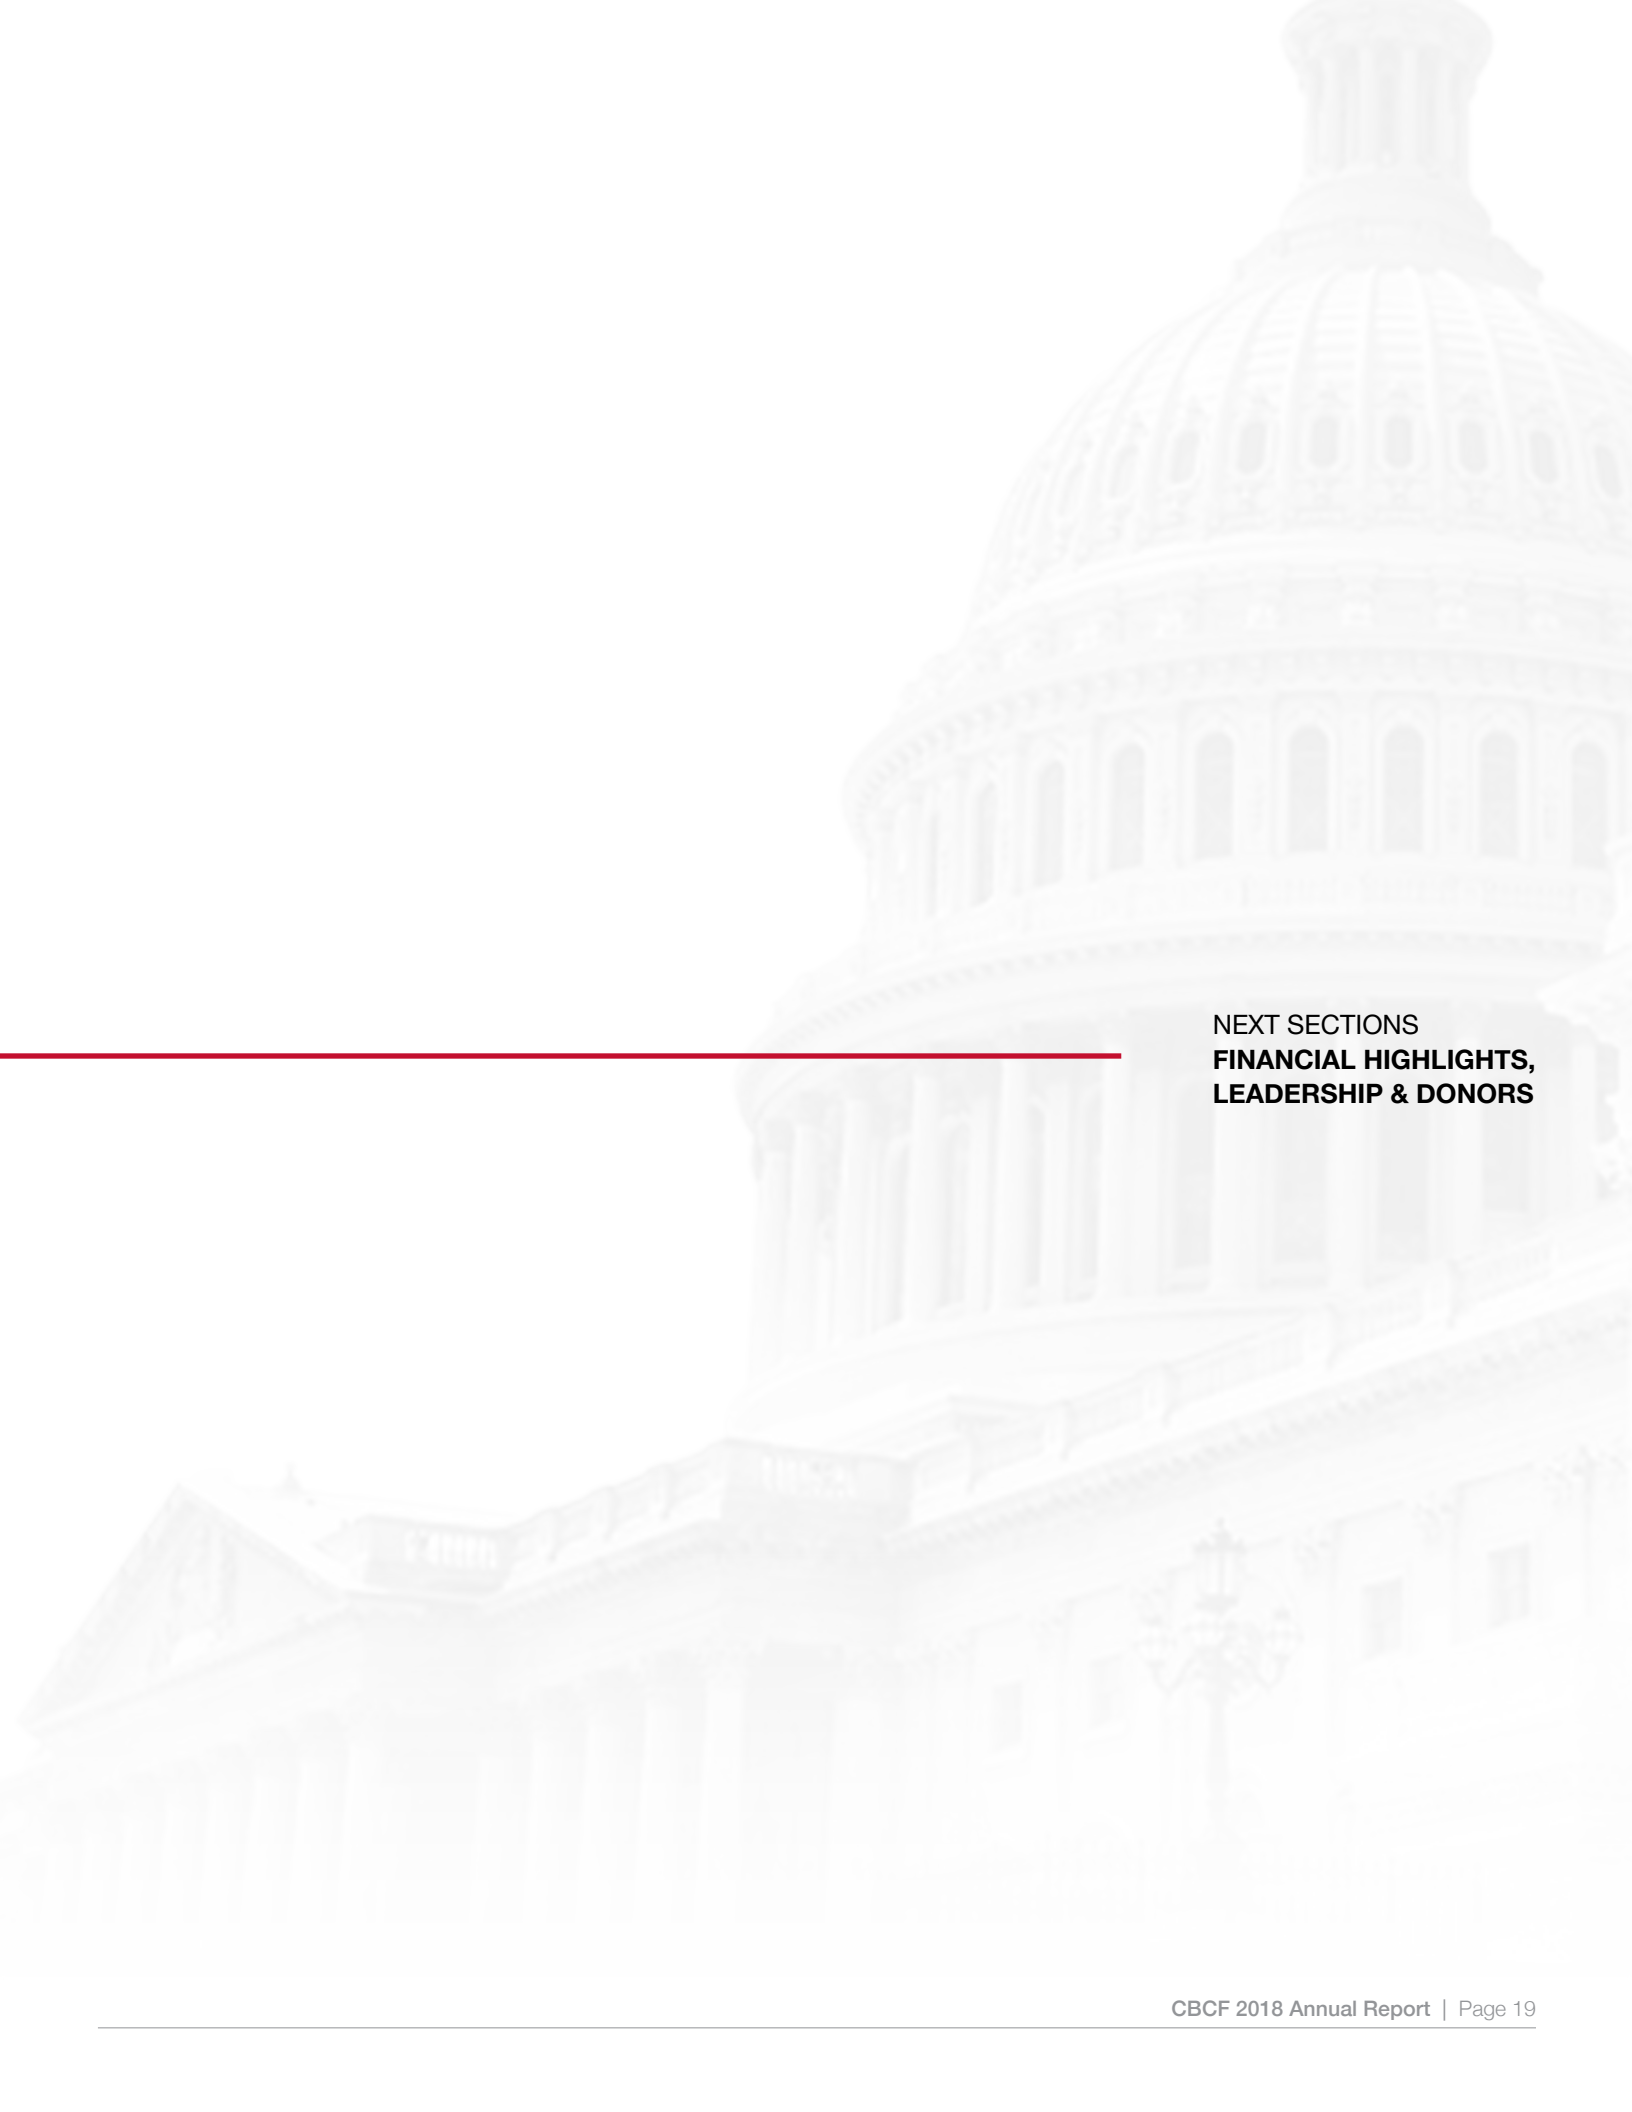 NEXT SECTIONS
FINANCIAL HIGHLIGHTS,
LEADERSHIP & DONORS
CBCF 2018 Annual Report | Page 19